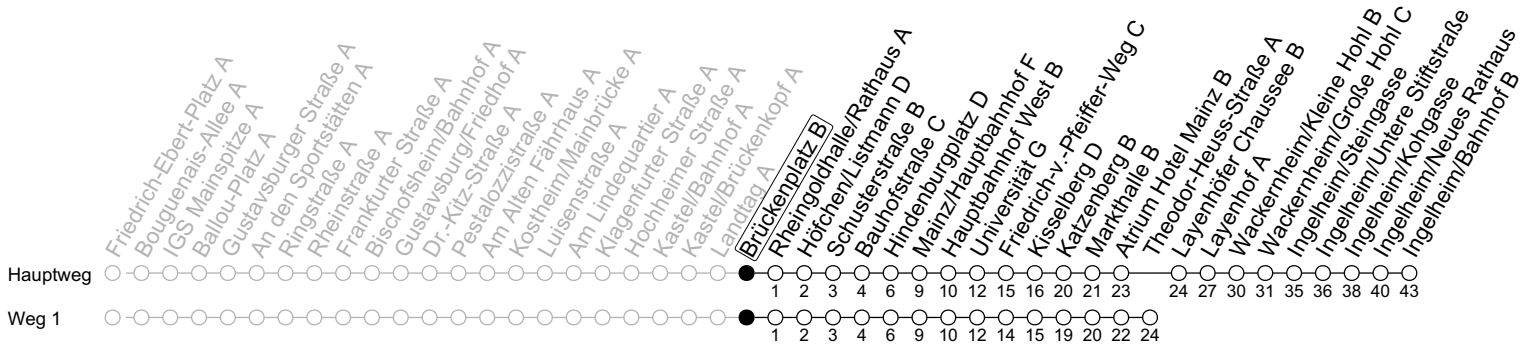 Friedrich-Ebert-Platz A
Bouguenais-Allee A
IGS Mainspitze A
Ballou-Platz A
Gustavsburger Straße A
An den Sportstätten A
Ringstraße A
Rheinstraße A
Frankfurter Straße A
Bischofsheim/Bahnhof A
Gustavsburg/Friedhof A
Dr.-Kitz-Straße A
Pestalozzistraße A
Am Alten Fährhaus A
Kostheim/Mainbrücke A
Luisenstraße A
Am Lindequartier A
Klagenfurter Straße A
Hochheimer Straße A
Kastel/Bahnhof A
Kastel/Brückenkopf A
Landtag A
Brückenplatz B
Rheingoldhalle/Rathaus A
Höfchen/Listmann D
Schusterstraße B
Bauhofstraße C
Hindenburgplatz D
Mainz/Hauptbahnhof F
Hauptbahnhof West B
Universität G
Friedrich-v.-Pfeiffer-Weg C
Kisselberg D
Katzenberg B
Markthalle B
Atrium Hotel Mainz B
Theodor-Heuss-Straße A
Layenhöfer Chaussee B
Layenhof A
Wackernheim/Kleine Hohl B
Wackernheim/Große Hohl C
Ingelheim/Steingasse
Ingelheim/Untere Stiftstraße
Ingelheim/Kohgasse
Ingelheim/Neues Rathaus
Ingelheim/Bahnhof B
Hauptweg
1 2 3 4 6 9 10 12 15 16 20 21 23 24 27 30 31 35 36 38 40 43
Weg 1
1 2 3 4 6 9 10 12 14 15 19 20 22 24